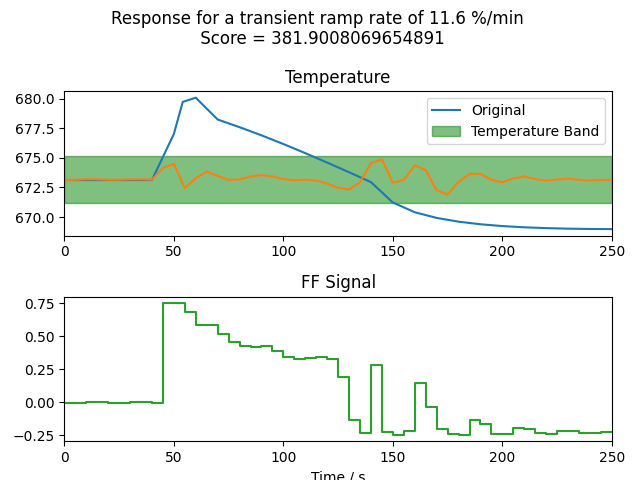 Response for a transient ramp rate of 11.6 %/min
Score = 381.9008069654891
Temperature
680.0
677.5
675.0
672.5
670.0
Original
Temperature Band
0 50 100 150 200 250
FF Signal
0.75
0.50
0.25
0.00
−0.25
0 50 100 150 200 250
Time / s